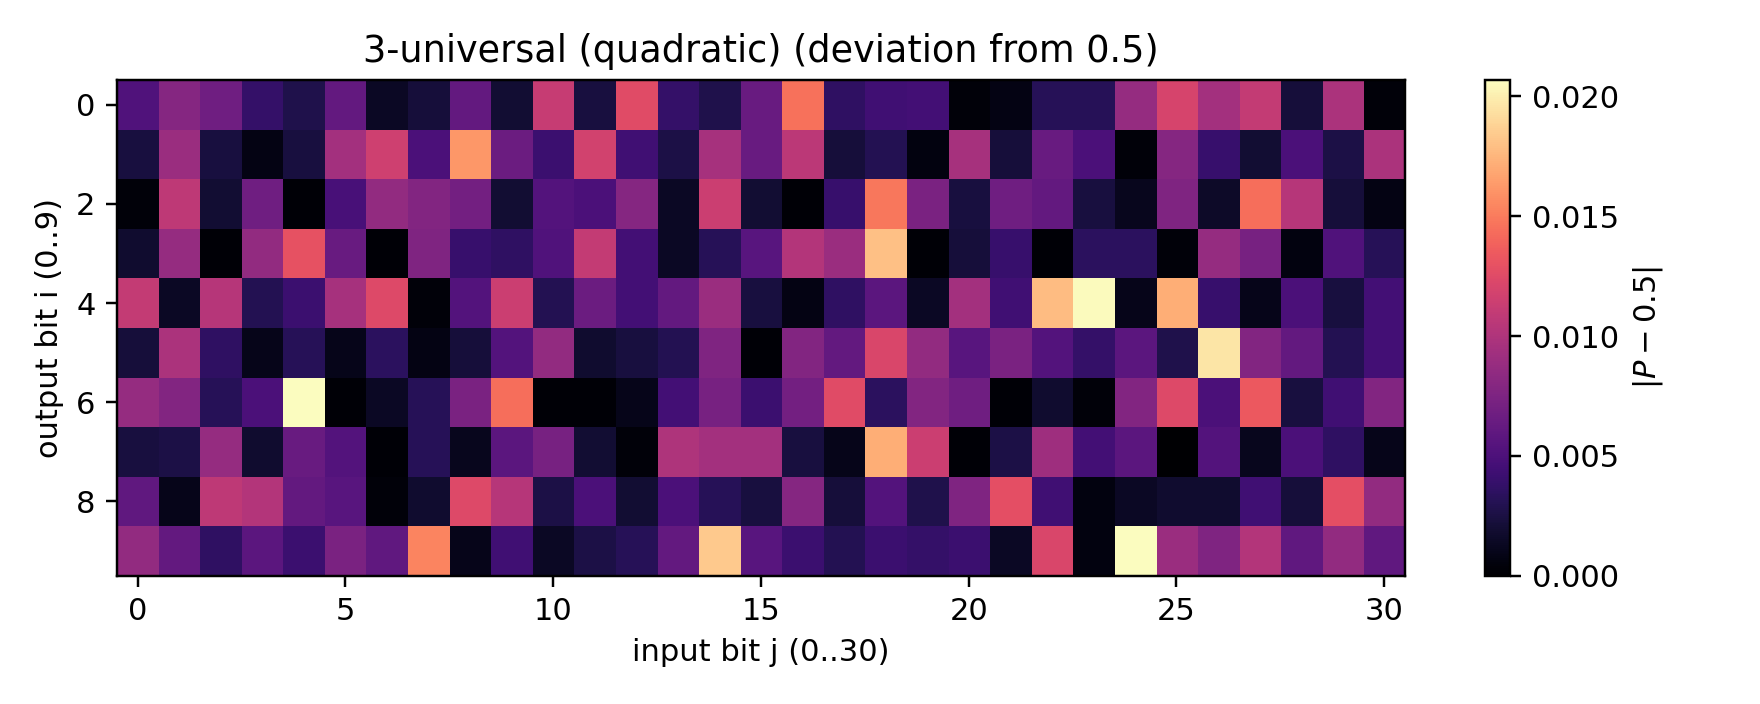 3-universal (quadratic) (deviation from 0.5)
0
2
4
6
8
output bit i (0..9)
0 5 10 15 20 25 30
input bit j (0..30)
0.020
0.015
0.010
0.005
0.000
|P − 0.5|